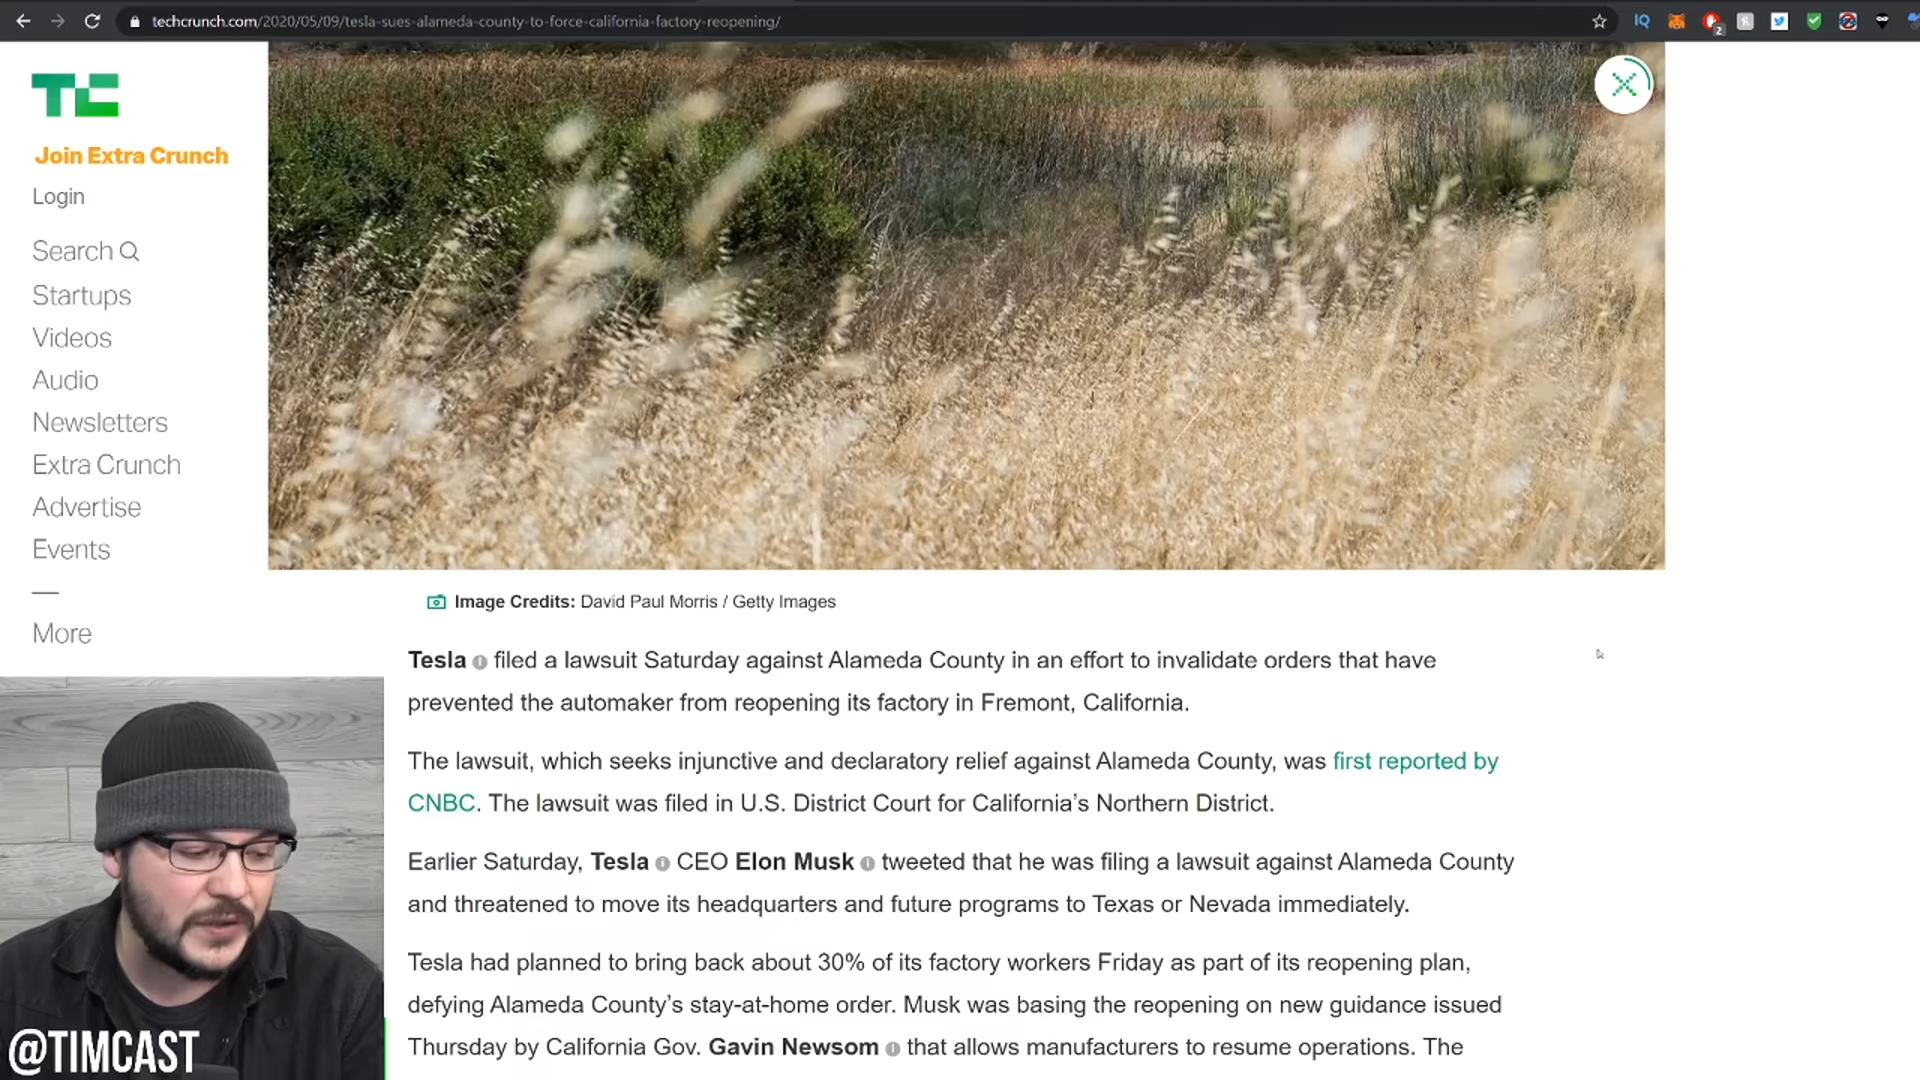 techcrunch.com/2020/05/09/tesla-sues-alameda-county-to-force-california-factory-reopening/
IQ
2
TC
Join Extra Crunch
Login
Search
Startups
Videos
Audio
Newsletters
Extra Crunch
Advertise
Events
More
Image Credits: David Paul Morris / Getty Images
Tesla filed a lawsuit Saturday against Alameda County in an effort to invalidate orders that have
prevented the automaker from reopening its factory in Fremont, California.
The lawsuit, which seeks injunctive and declaratory relief against Alameda County, was first reported by
CNBC. The lawsuit was filed in U.S. District Court for California’s Northern District.
Earlier Saturday, Tesla CEO Elon Musk tweeted that he was filing a lawsuit against Alameda County
and threatened to move its headquarters and future programs to Texas or Nevada immediately.
Tesla had planned to bring back about 30% of its factory workers Friday as part of its reopening plan,
defying Alameda County’s stay-at-home order. Musk was basing the reopening on new guidance issued
Thursday by California Gov. Gavin Newsom that allows manufacturers to resume operations. The
@TIMCAST